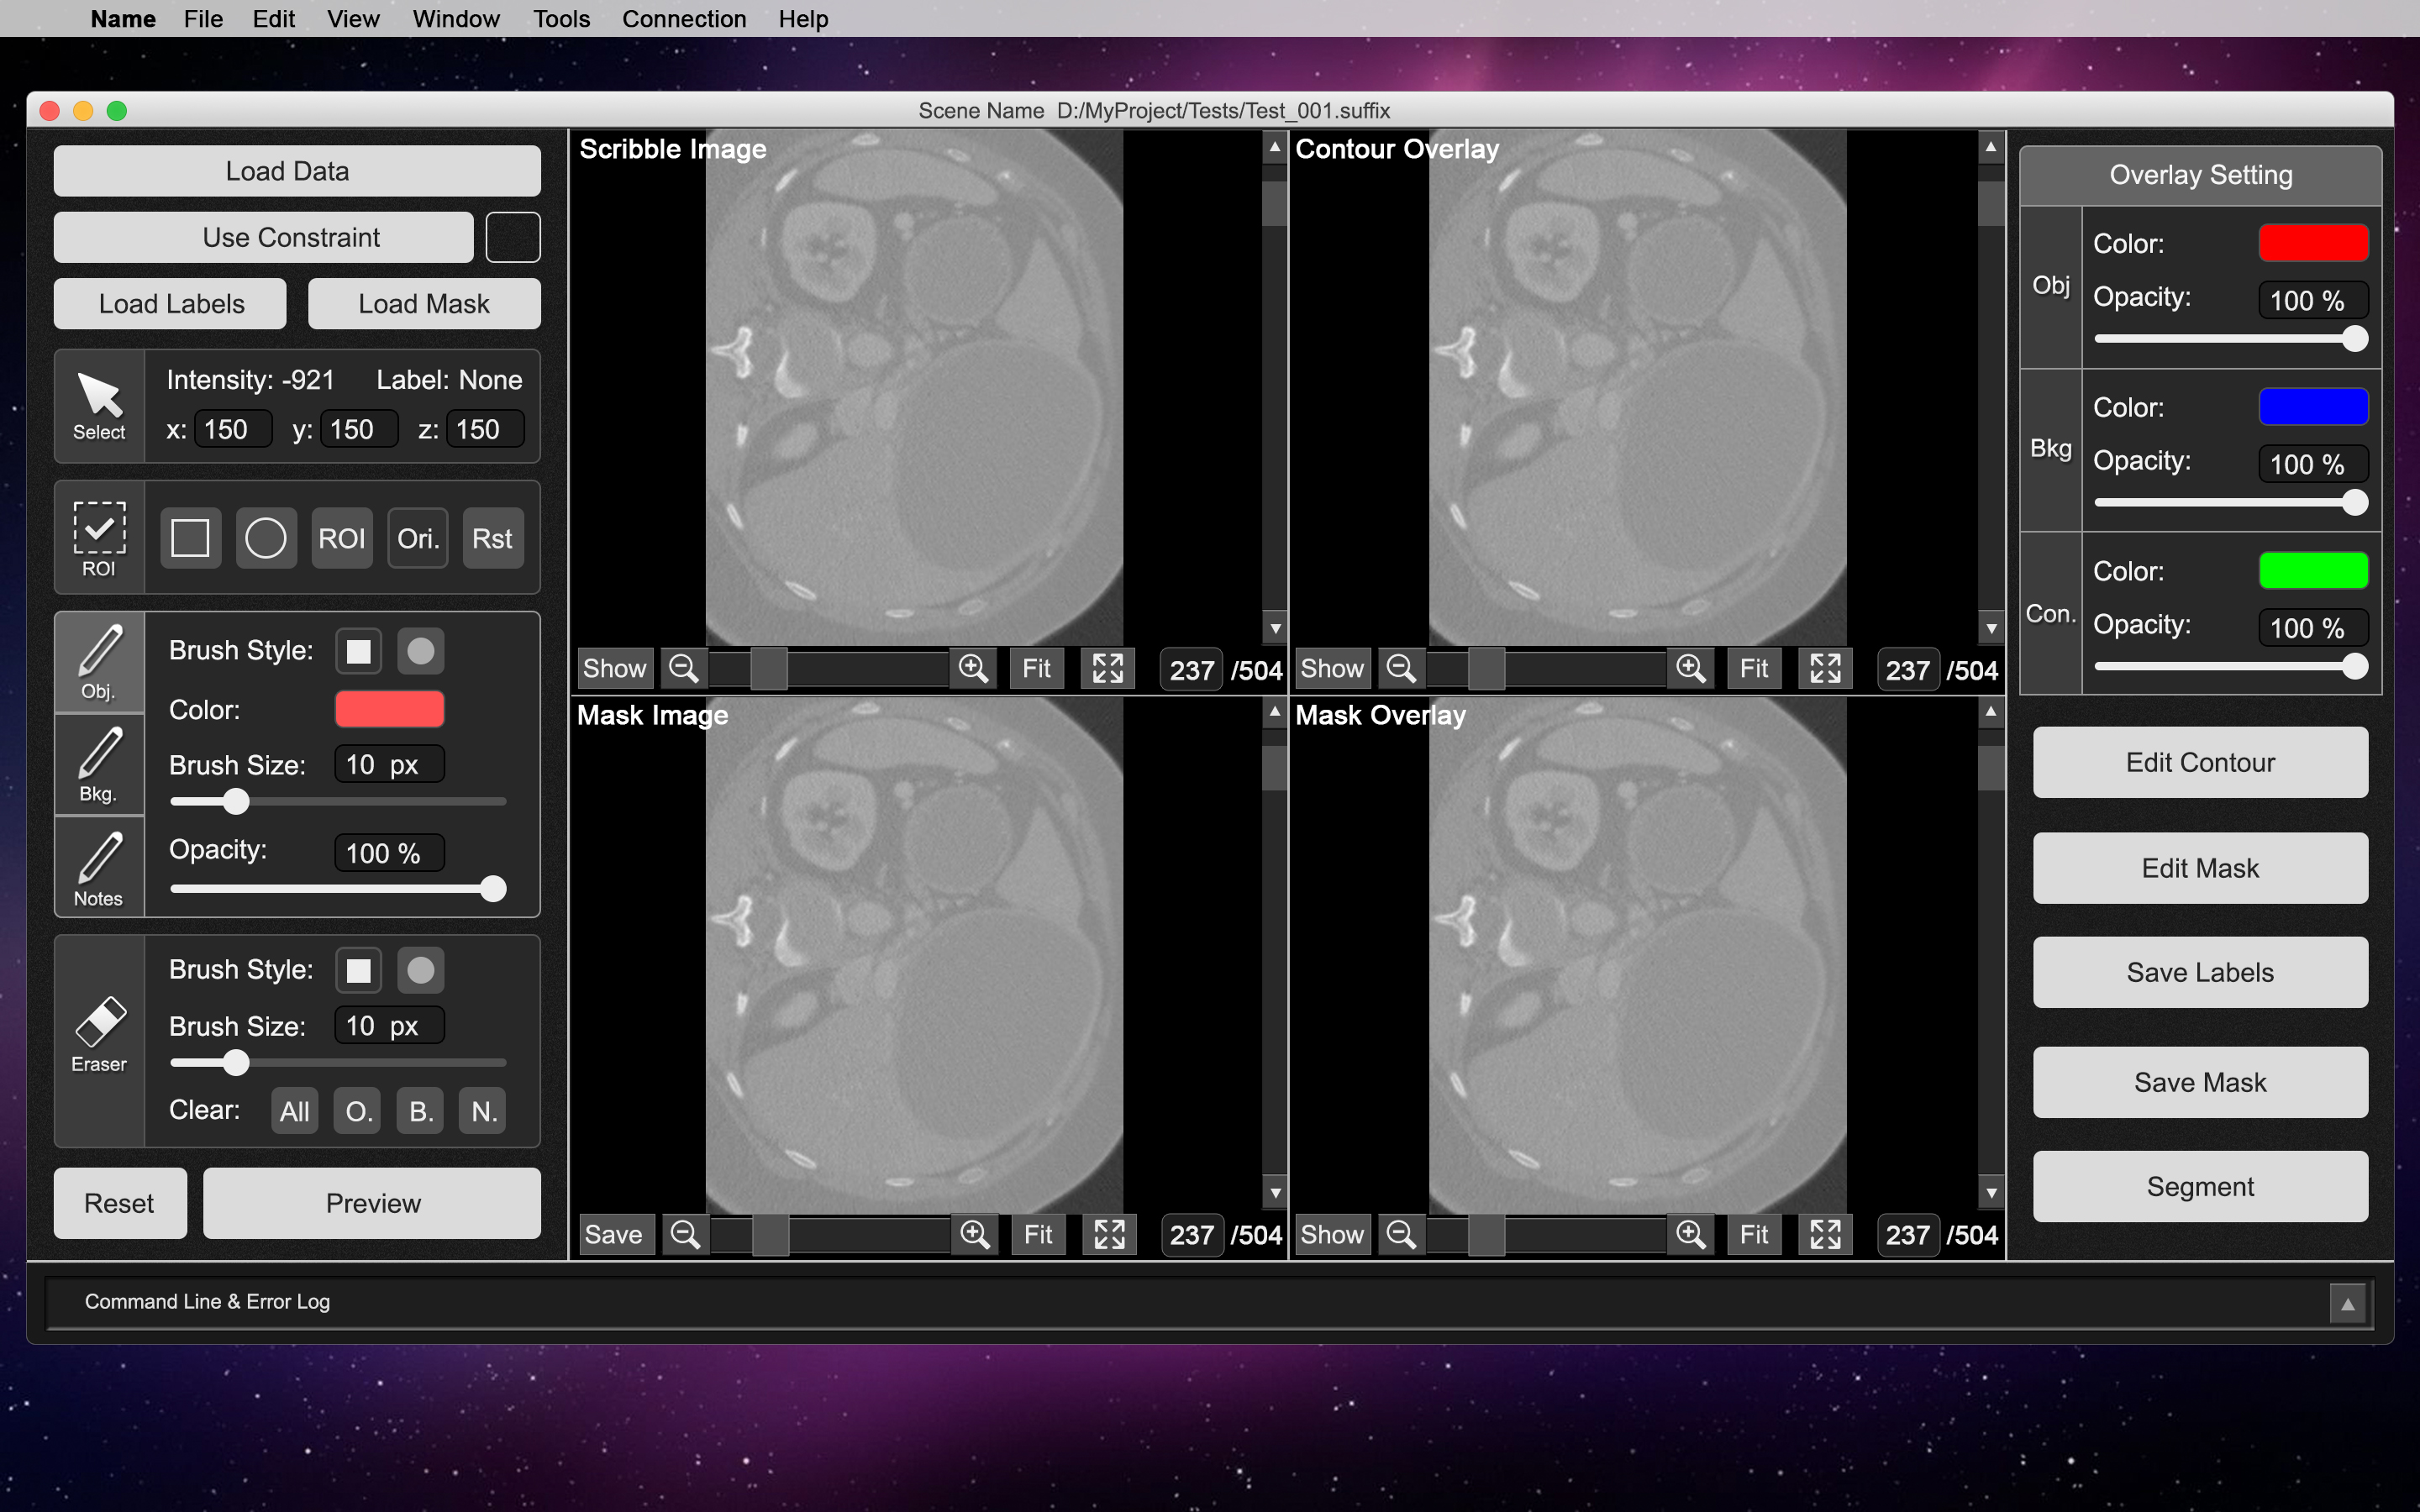 Name File Edit View Window Tools Connection Help
Scene Name D:/MyProject/Tests/Test_001.suffix
Load Data
Use Constraint
Load Labels Load Mask
Select
Intensity: -921 Label: None
x: 150 y: 150 z: 150
ROI
ROI Ori. Rst
Obj.
Bkg.
Notes
Brush Style:
Color:
Brush Size: 10 px
Opacity: 100 %
Eraser
Brush Style:
Brush Size: 10 px
Clear: All O. B. N.
Reset Preview
Scribble Image
Show Fit 237 /504
Contour Overlay
Show Fit 237 /504
Mask Image
Save Fit 237 /504
Mask Overlay
Show Fit 237 /504
Overlay Setting
Obj
Color:
Opacity: 100 %
Bkg
Color:
Opacity: 100 %
Con.
Color:
Opacity: 100 %
Edit Contour
Edit Mask
Save Labels
Save Mask
Segment
Command Line & Error Log